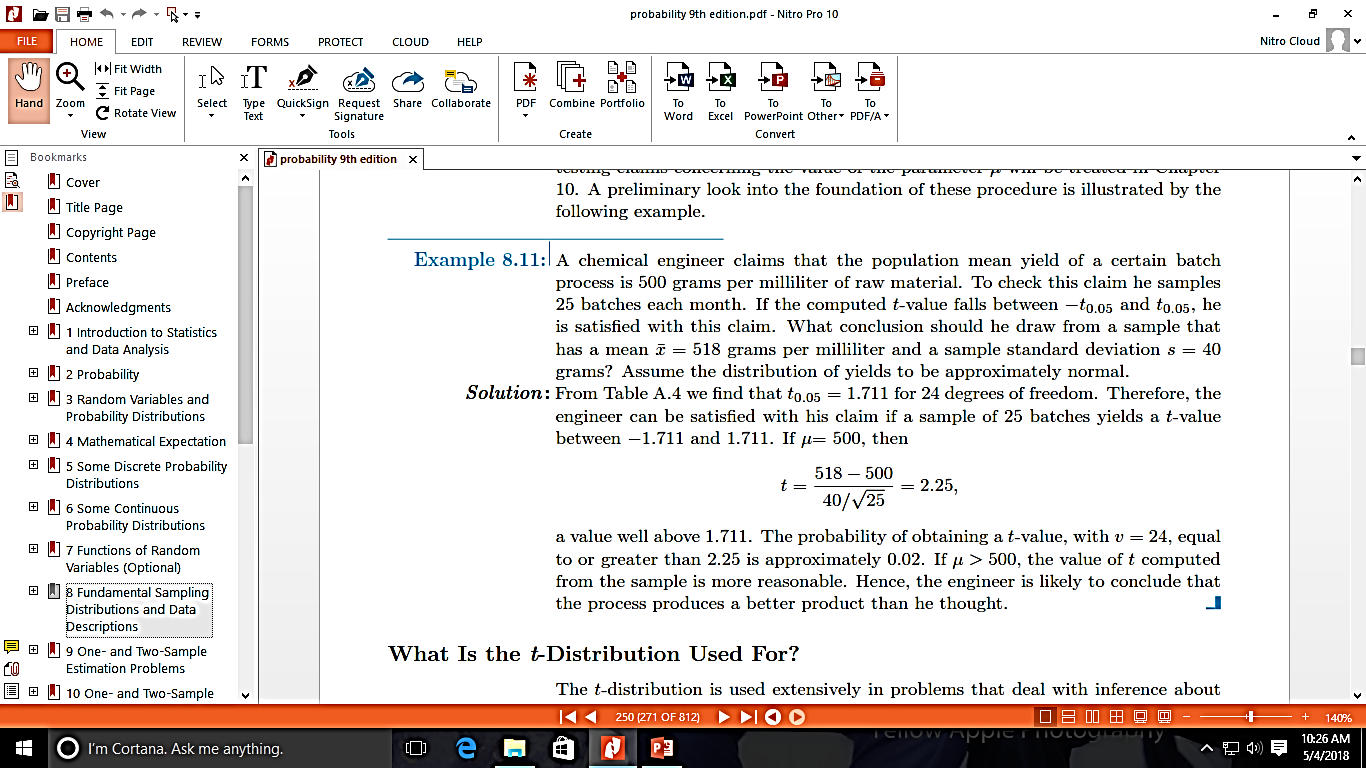 probability 9th edition.pdf - Nitro Pro 10
FILE HOME EDIT REVIEW FORMS PROTECT CLOUD HELP Nitro Cloud
Hand
Zoom
Fit Width
Fit Page
Rotate View
View
Select
Type Text
QuickSign
Request Signature
Share
Collaborate
Tools
PDF
Combine
Portfolio
Create
To Word
To Excel
To PowerPoint
To Other
To PDF/A
Convert
Bookmarks
Cover
Title Page
Copyright Page
Contents
Preface
Acknowledgments
1 Introduction to Statistics
and Data Analysis
2 Probability
3 Random Variables and
Probability Distributions
4 Mathematical Expectation
5 Some Discrete Probability
Distributions
6 Some Continuous
Probability Distributions
7 Functions of Random
Variables (Optional)
8 Fundamental Sampling
Distributions and Data
Descriptions
9 One- and Two-Sample
Estimation Problems
10 One- and Two-Sample
probability 9th edition
testing claims concerning the value of the parameter μ will be treated in Chapter
10. A preliminary look into the foundation of these procedure is illustrated by the
following example.
Example 8.11: A chemical engineer claims that the population mean yield of a certain batch
process is 500 grams per milliliter of raw material. To check this claim he samples
25 batches each month. If the computed t-value falls between −t0.05 and t0.05, he
is satisfied with this claim. What conclusion should he draw from a sample that
has a mean x̄ = 518 grams per milliliter and a sample standard deviation s = 40
grams? Assume the distribution of yields to be approximately normal.
Solution: From Table A.4 we find that t0.05 = 1.711 for 24 degrees of freedom. Therefore, the
engineer can be satisfied with his claim if a sample of 25 batches yields a t-value
between −1.711 and 1.711. If μ= 500, then
t = (518 − 500)/(40/√25) = 2.25,
a value well above 1.711. The probability of obtaining a t-value, with v = 24, equal
to or greater than 2.25 is approximately 0.02. If μ > 500, the value of t computed
from the sample is more reasonable. Hence, the engineer is likely to conclude that
the process produces a better product than he thought.
What Is the t-Distribution Used For?
The t-distribution is used extensively in problems that deal with inference about
250 (271 OF 812)
140%
I'm Cortana. Ask me anything.
Yellow Apple Photography
10:26 AM
5/4/2018